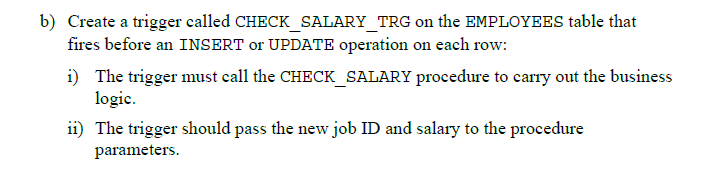 b) Create a trigger called CHECK_SALARY_TRG on the EMPLOYEES table that
fires before an INSERT or UPDATE operation on each row:
i) The trigger must call the CHECK_SALARY procedure to carry out the business
logic.
ii) The trigger should pass the new job ID and salary to the procedure
parameters.